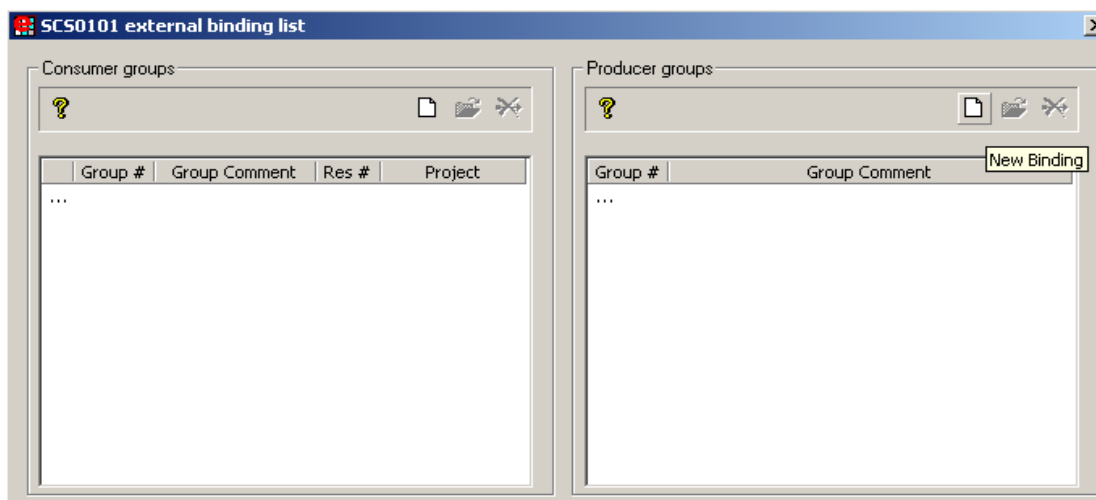 SCS0101 external binding list
Consumer groups
Producer groups
New Binding
Group # Group Comment Res # Project
...
Group # Group Comment
...